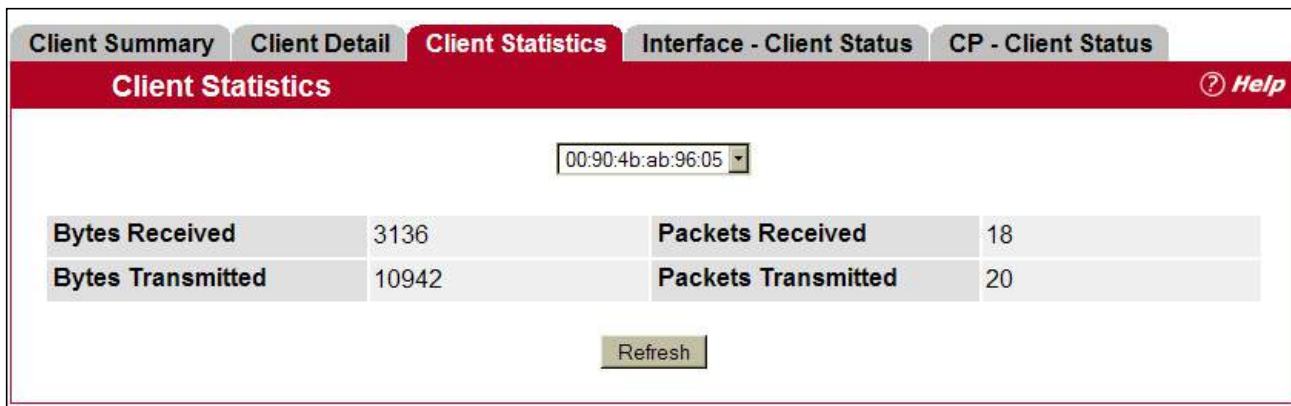 Client Summary Client Detail Client Statistics Interface - Client Status CP - Client Status
Client Statistics ? Help
00:90:4b:ab:96:05
Bytes Received 3136 Packets Received 18
Bytes Transmitted 10942 Packets Transmitted 20
Refresh